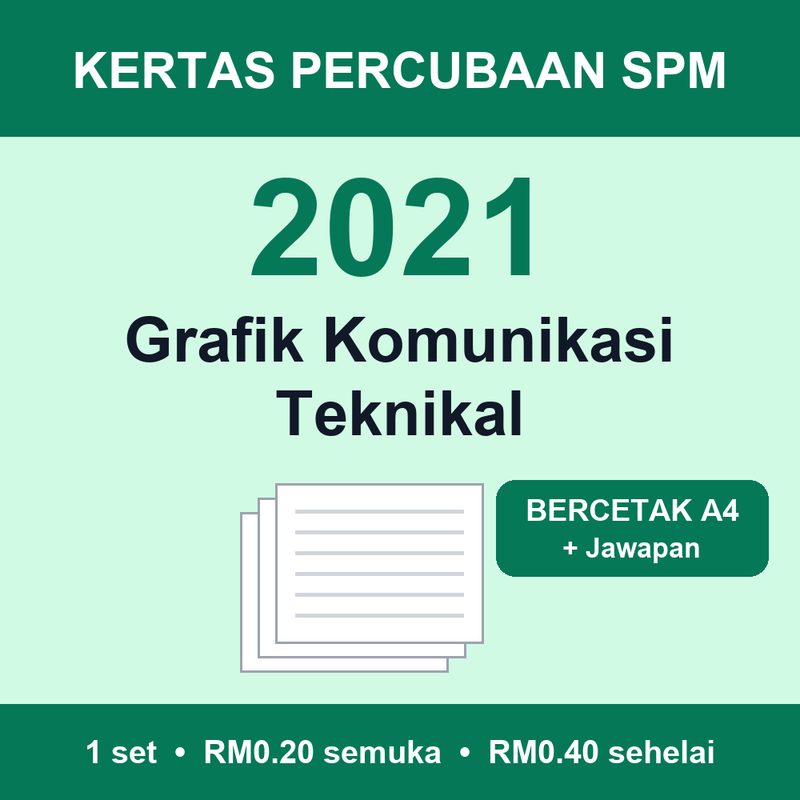 KERTAS PERCUBAAN SPM
2021
Grafik Komunikasi
Teknikal
BERCETAK A4
+ Jawapan
1 set • RM0.20 semuka • RM0.40 sehelai